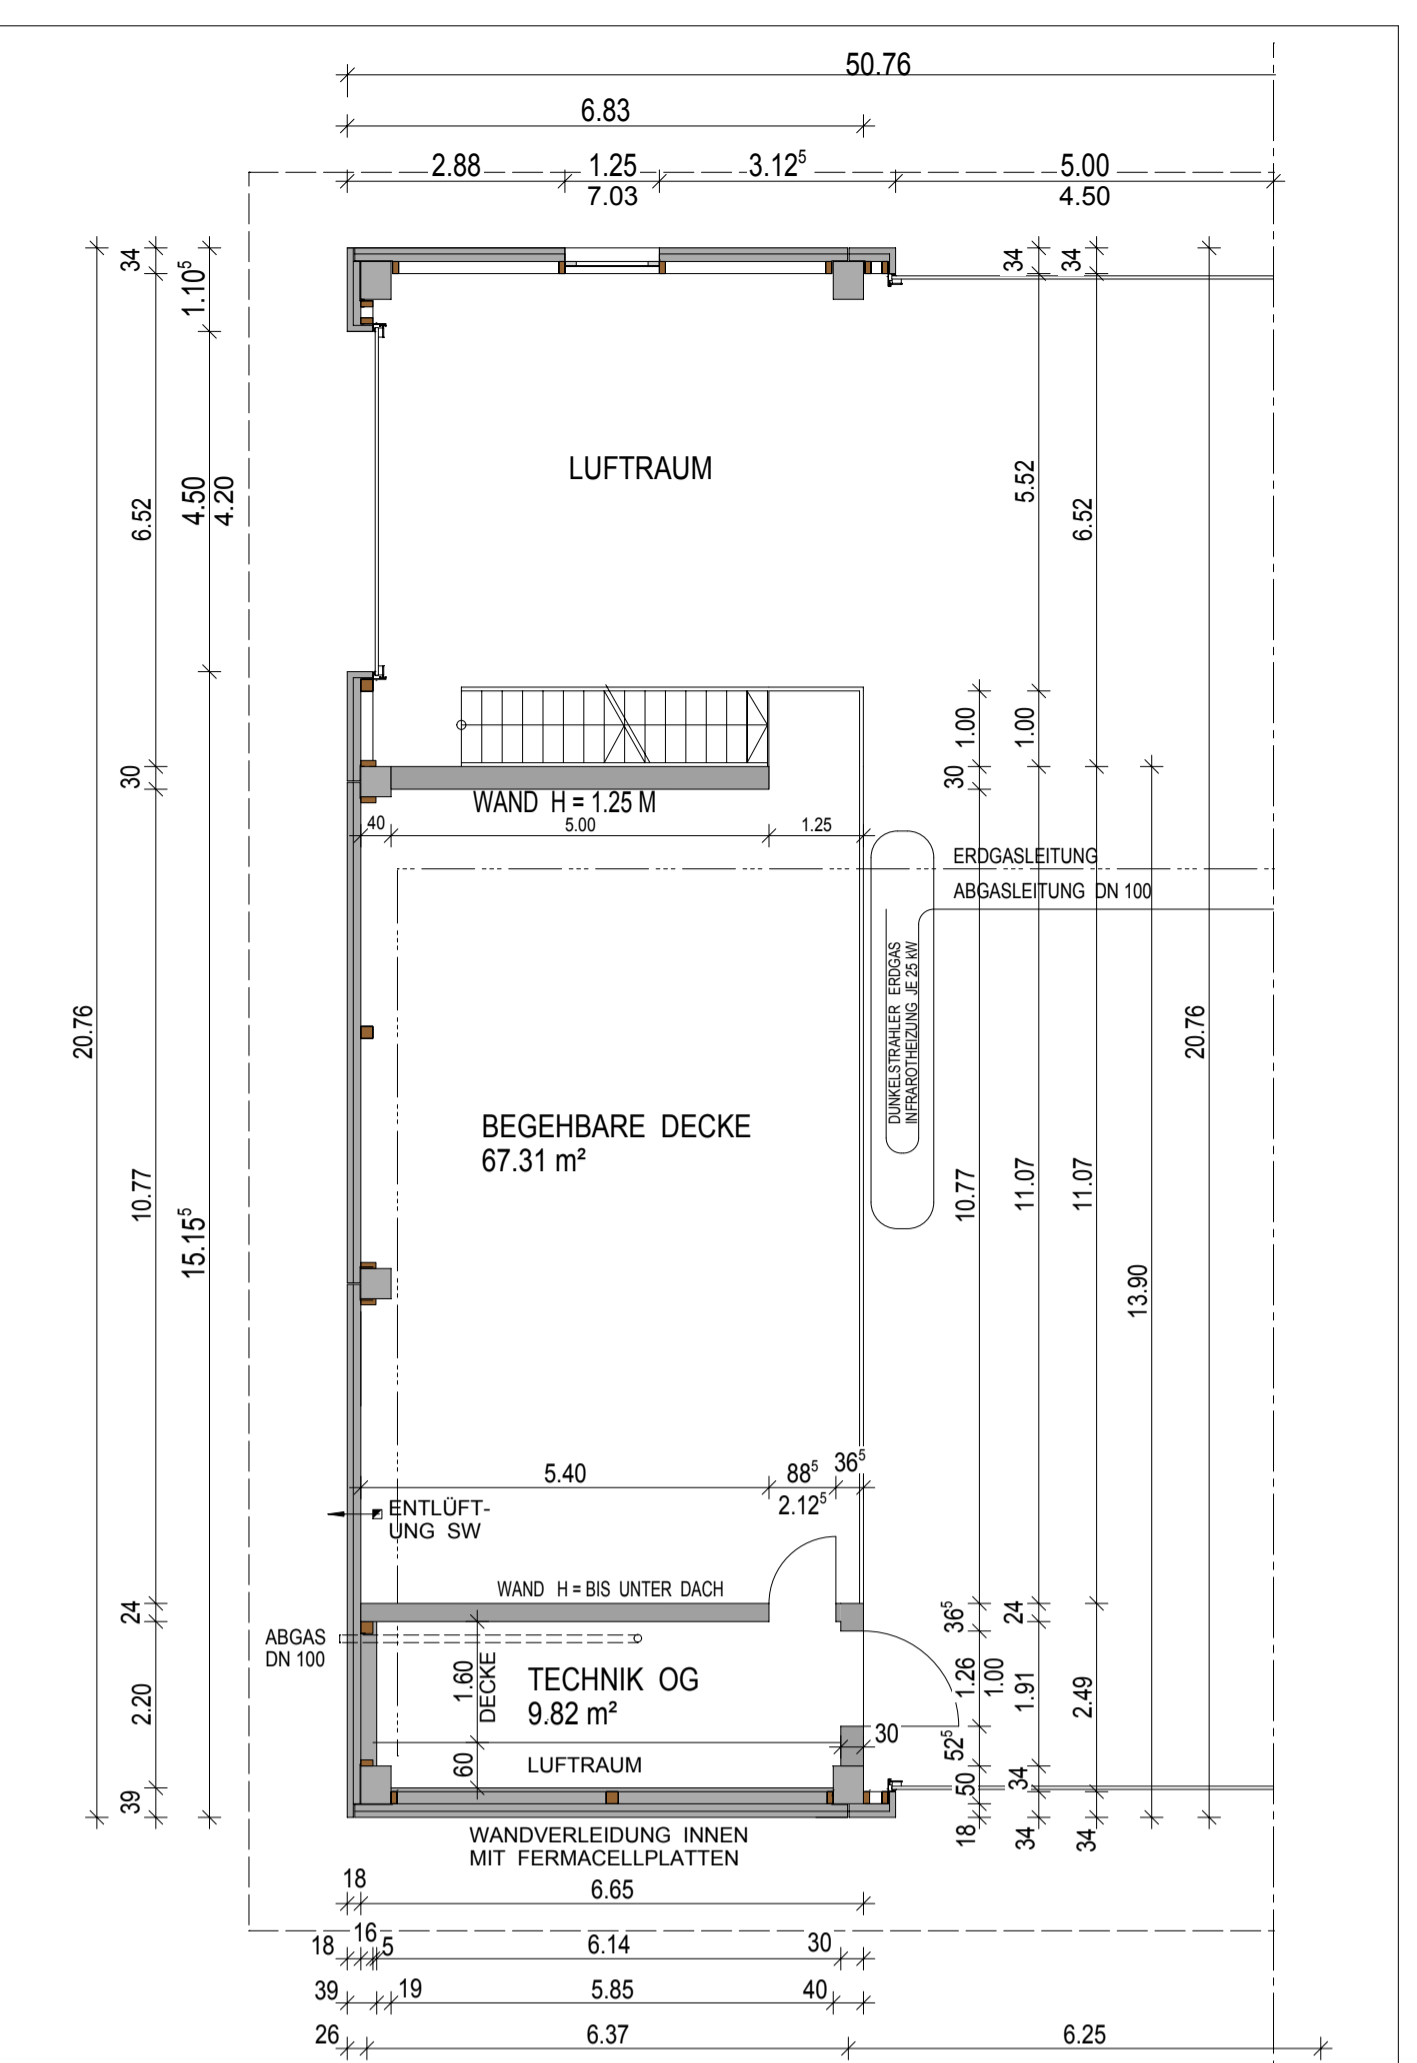 50.76
6.83
2.88 1.25 3.12⁵ 5.00
7.03 4.50
34 1.10⁵ 34 34
LUFTRAUM
6.52 4.50 4.20 5.52 6.52
1.00 1.00
30 30
WAND H = 1.25 M
40 5.00 1.25
ERDGASLEITUNG
ABGASLEITUNG DN 100
DUNKELSTRAHLER ERDGAS
INFRAROTHEIZUNG JE 25 kW
20.76 20.76
BEGEHBARE DECKE
67.31 m²
10.77 15.15⁵ 10.77 11.07 11.07
13.90
5.40 88⁵ 36⁵
2.12⁵
ENTLÜFT-
UNG SW
WAND H = BIS UNTER DACH
24 36⁵ 24
ABGAS
DN 100
1.60
DECKE
TECHNIK OG
9.82 m²
2.20 1.26 1.00 1.91 2.49
30
52⁵
60
LUFTRAUM
39 50 34
18 34 34
WANDVERLEIDUNG INNEN
MIT FERMACELLPLATTEN
18 6.65
18 16 5 6.14 30
39 19 5.85 40
26 6.37 6.25